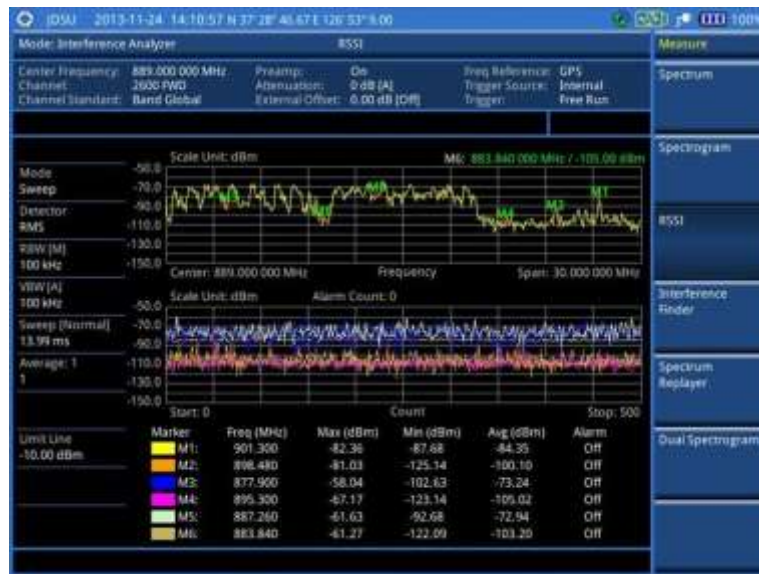 JDSU 2013-11-24 14:10:57 N 37° 28' 40.67 E 126° 53' 9.00 100%
Mode: Interference Analyzer RSSI Measure
Center Frequency: 889.000 000 MHz Preamp: On Freq Reference: GPS
Channel: 2600 FWD Attenuation: 0 dB [A] Trigger Source: Internal
Channel Standard: Band Global External Offset: 0.00 dB [Off] Trigger: Free Run
Spectrum
Spectrogram
RSSI
Interference
Finder
Spectrum
Replayer
Dual Spectrogram
Mode
Sweep
Detector
RMS
RBW [M]
100 kHz
VBW [A]
100 kHz
Sweep [Normal]
13.99 ms
Average: 1
1
Limit Line
-10.00 dBm
Scale Unit: dBm M6: 883.840 000 MHz / -105.00 dBm
-50.0
-70.0
-90.0
-110.0
-130.0
-150.0
M5 M6 M4 M2 M1
Center: 889.000 000 MHz Frequency Span: 30.000 000 MHz
Scale Unit: dBm Alarm Count: 0
-50.0
-70.0
-90.0
-110.0
-130.0
-150.0
Start: 0 Count Stop: 500
Marker Freq (MHz) Max (dBm) Min (dBm) Avg (dBm) Alarm
M1: 901.300 -82.36 -87.68 -84.35 Off
M2: 898.480 -81.03 -125.14 -100.10 Off
M3: 877.900 -58.04 -102.63 -73.24 Off
M4: 895.300 -67.17 -123.14 -105.02 Off
M5: 887.260 -61.63 -92.68 -72.94 Off
M6: 883.840 -61.27 -122.09 -103.20 Off